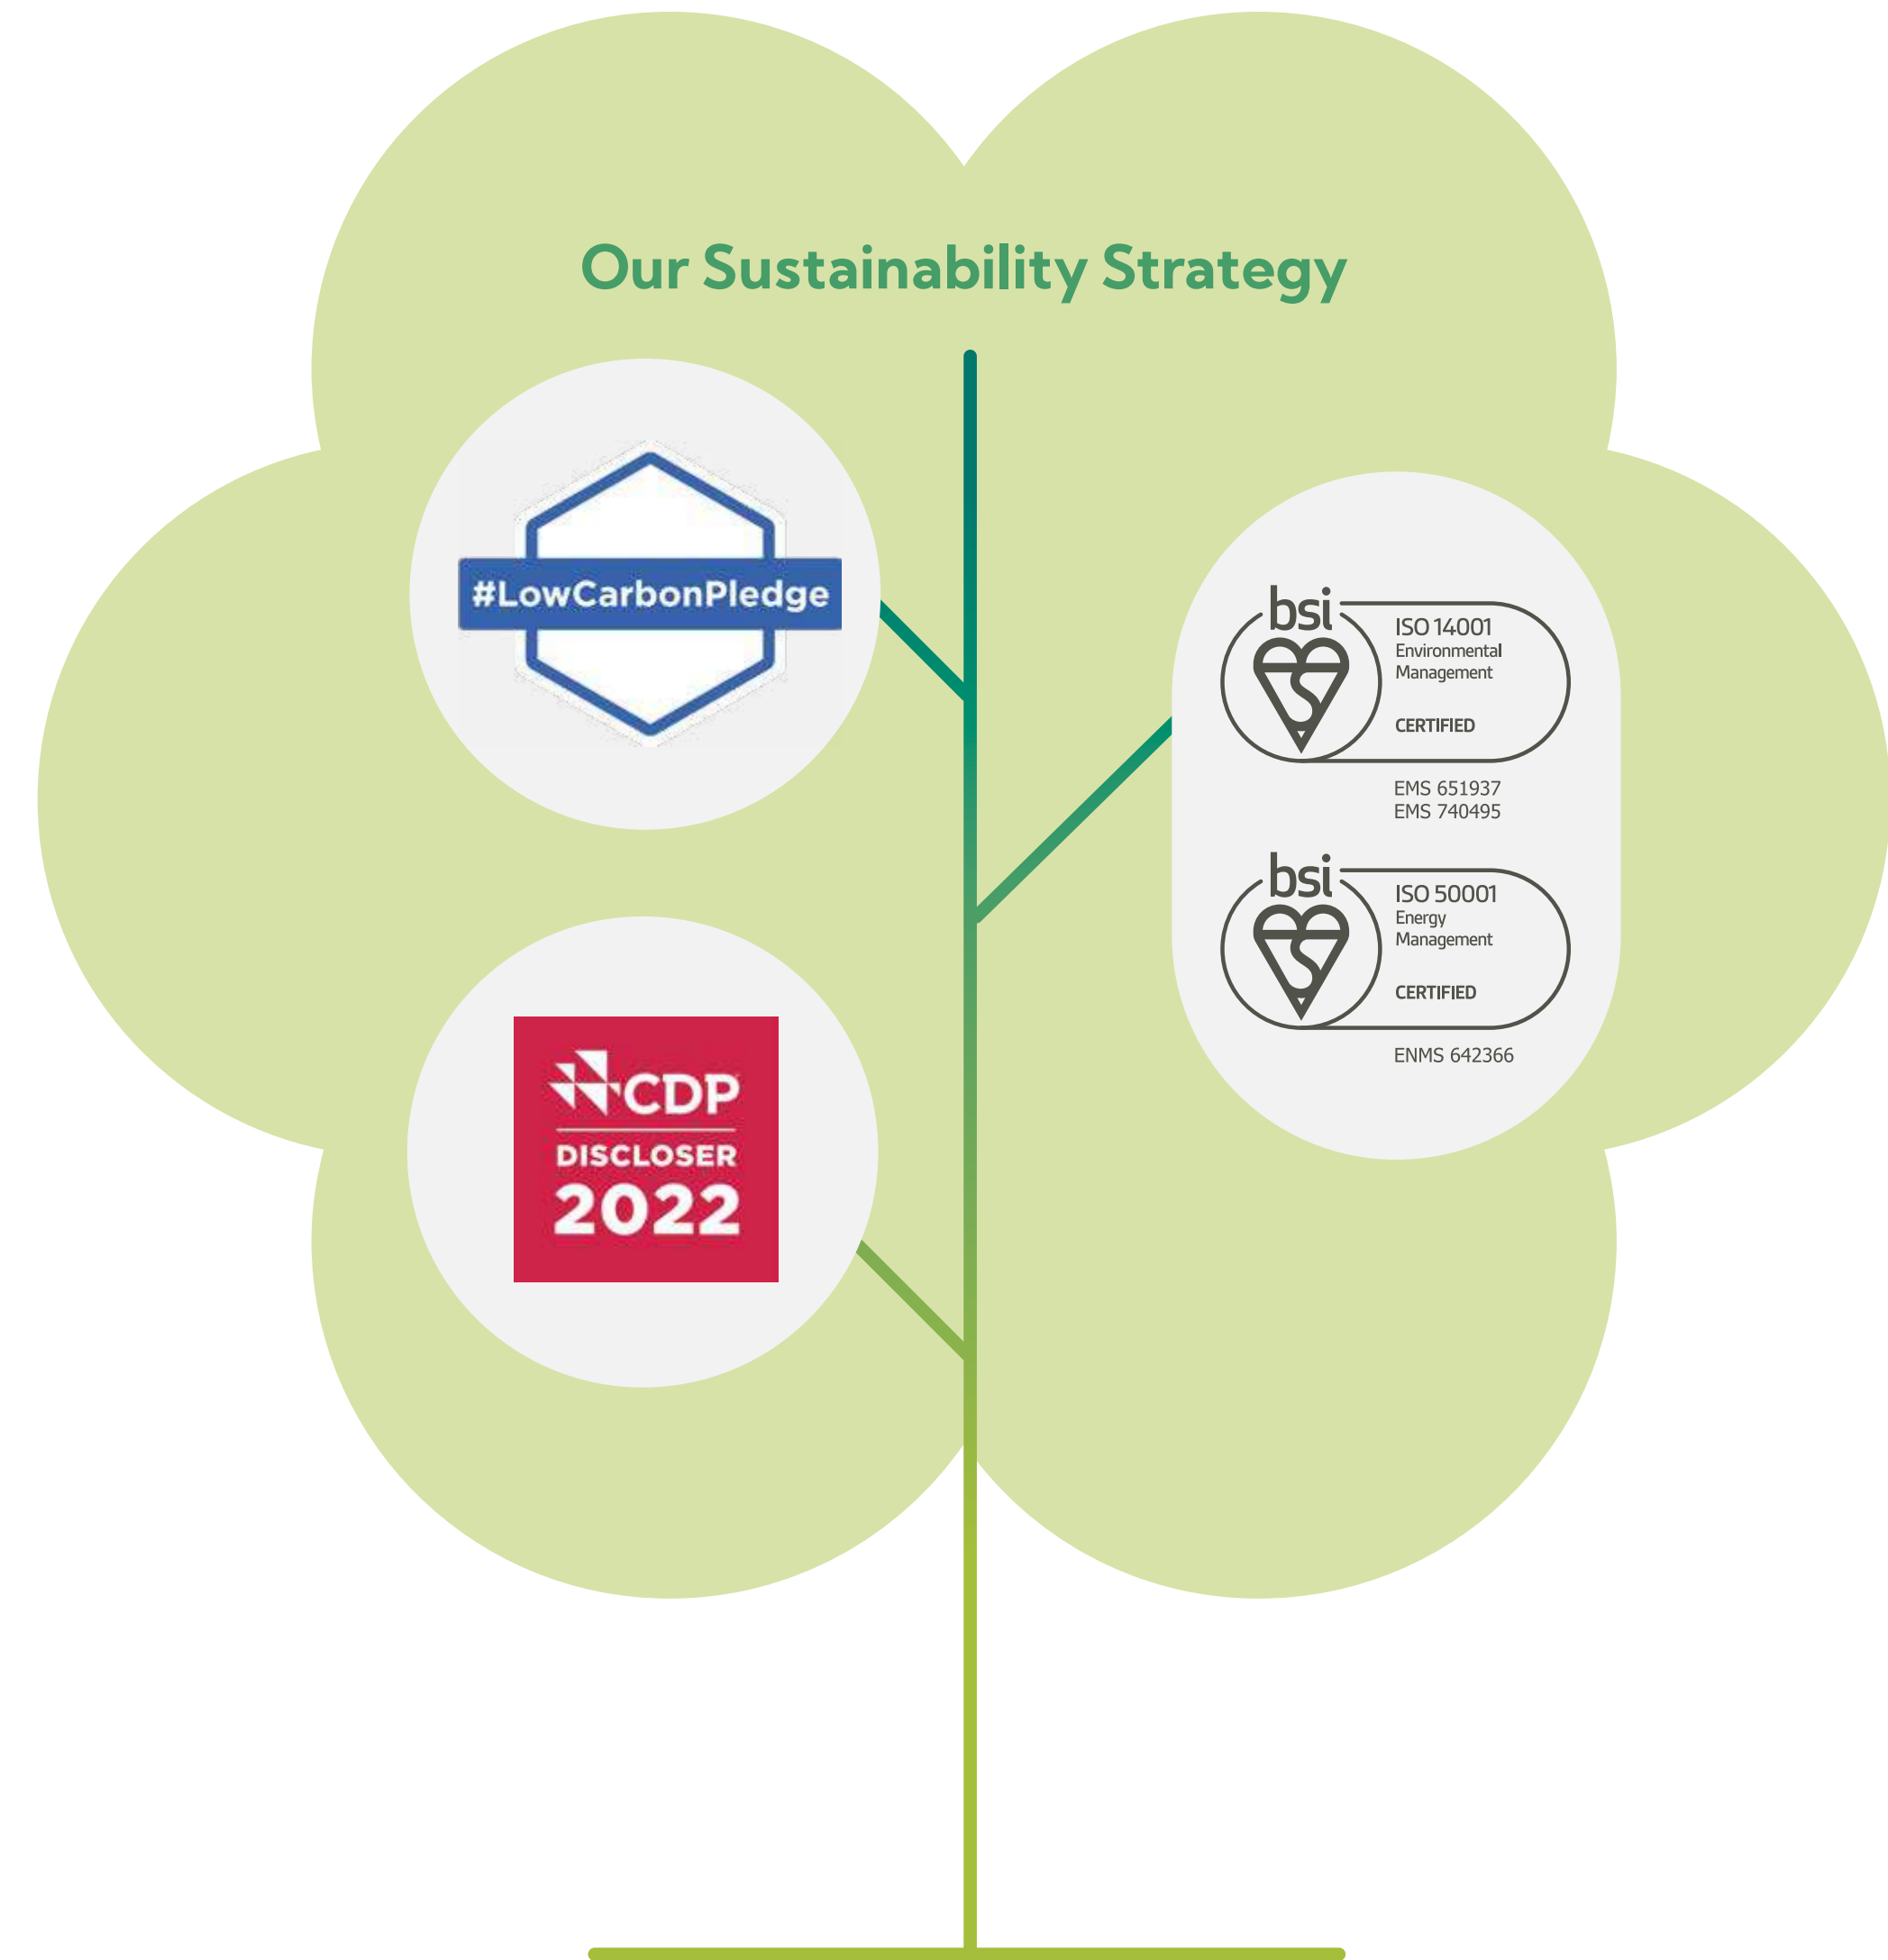 Our Sustainability Strategy
#LowCarbonPledge
bsi
ISO 14001
Environmental
Management
CERTIFIED
EMS 651937
EMS 740495
bsi
ISO 50001
Energy
Management
CERTIFIED
ENMS 642366
CDP
DISCLOSER
2022